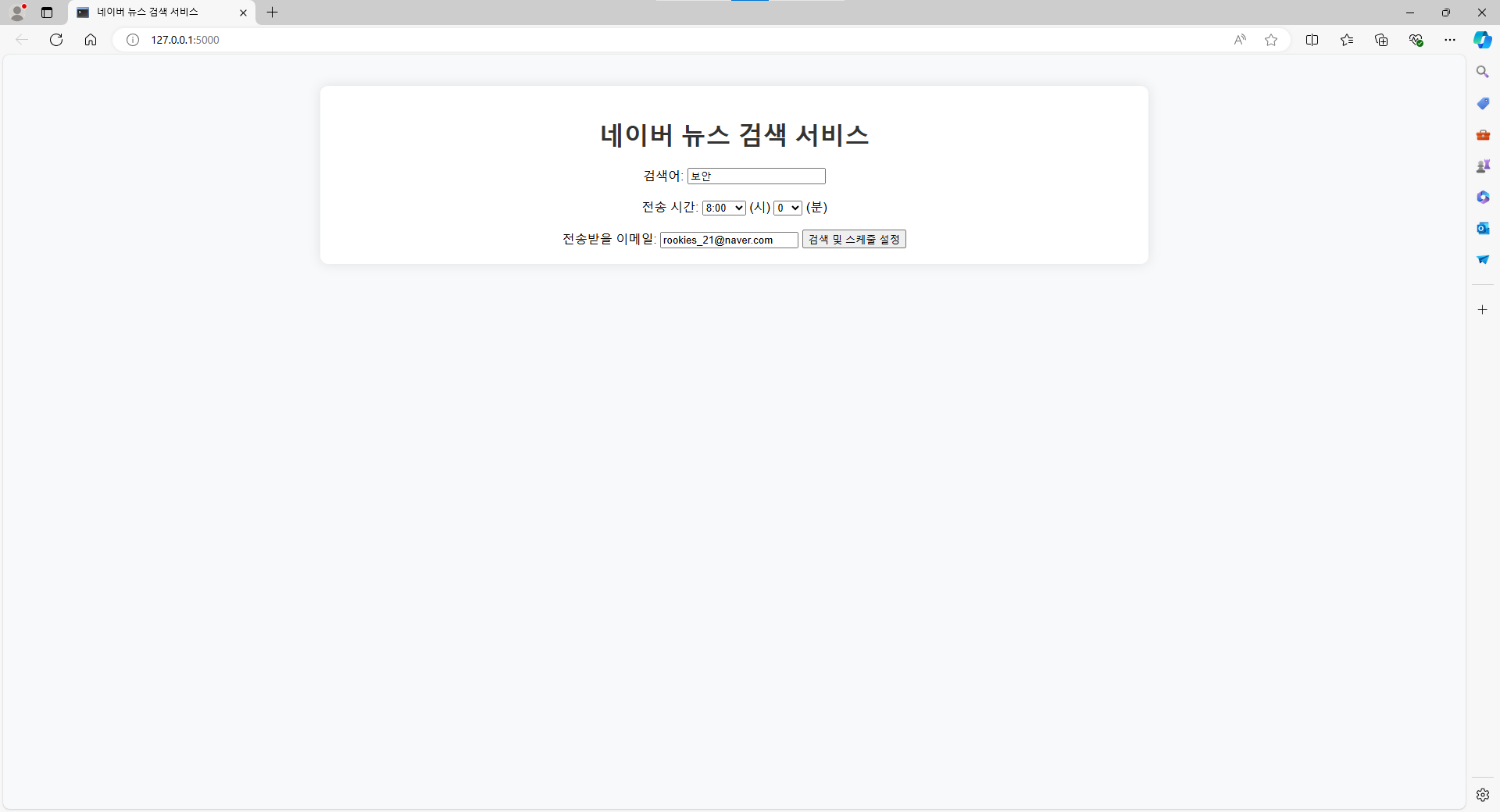 네이버 뉴스 검색 서비스
127.0.0.1:5000
네이버 뉴스 검색 서비스
검색어: 보안
전송 시간: 8:00 (시) 0 (분)
전송받을 이메일: rookies_21@naver.com 검색 및 스케줄 설정